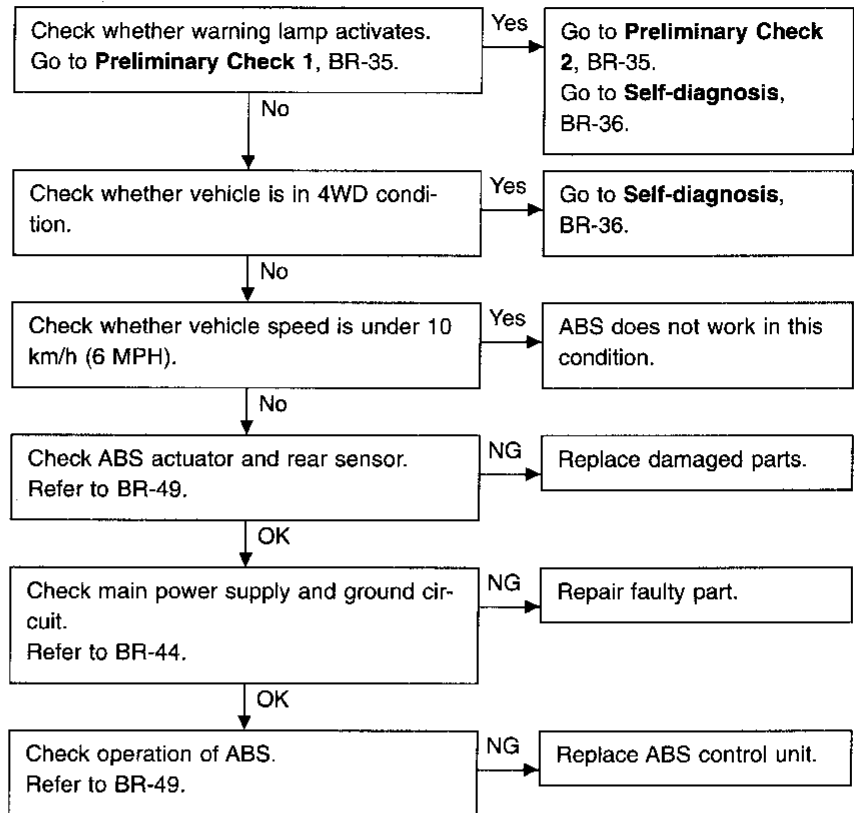 Check whether warning lamp activates.
Go to Preliminary Check 1, BR-35.
Yes
Go to Preliminary Check
2, BR-35.
Go to Self-diagnosis,
BR-36.
No
Check whether vehicle is in 4WD condi-
tion.
Yes
Go to Self-diagnosis,
BR-36.
No
Check whether vehicle speed is under 10
km/h (6 MPH).
Yes
ABS does not work in this
condition.
No
Check ABS actuator and rear sensor.
Refer to BR-49.
NG
Replace damaged parts.
OK
Check main power supply and ground cir-
cuit.
Refer to BR-44.
NG
Repair faulty part.
OK
Check operation of ABS.
Refer to BR-49.
NG
Replace ABS control unit.